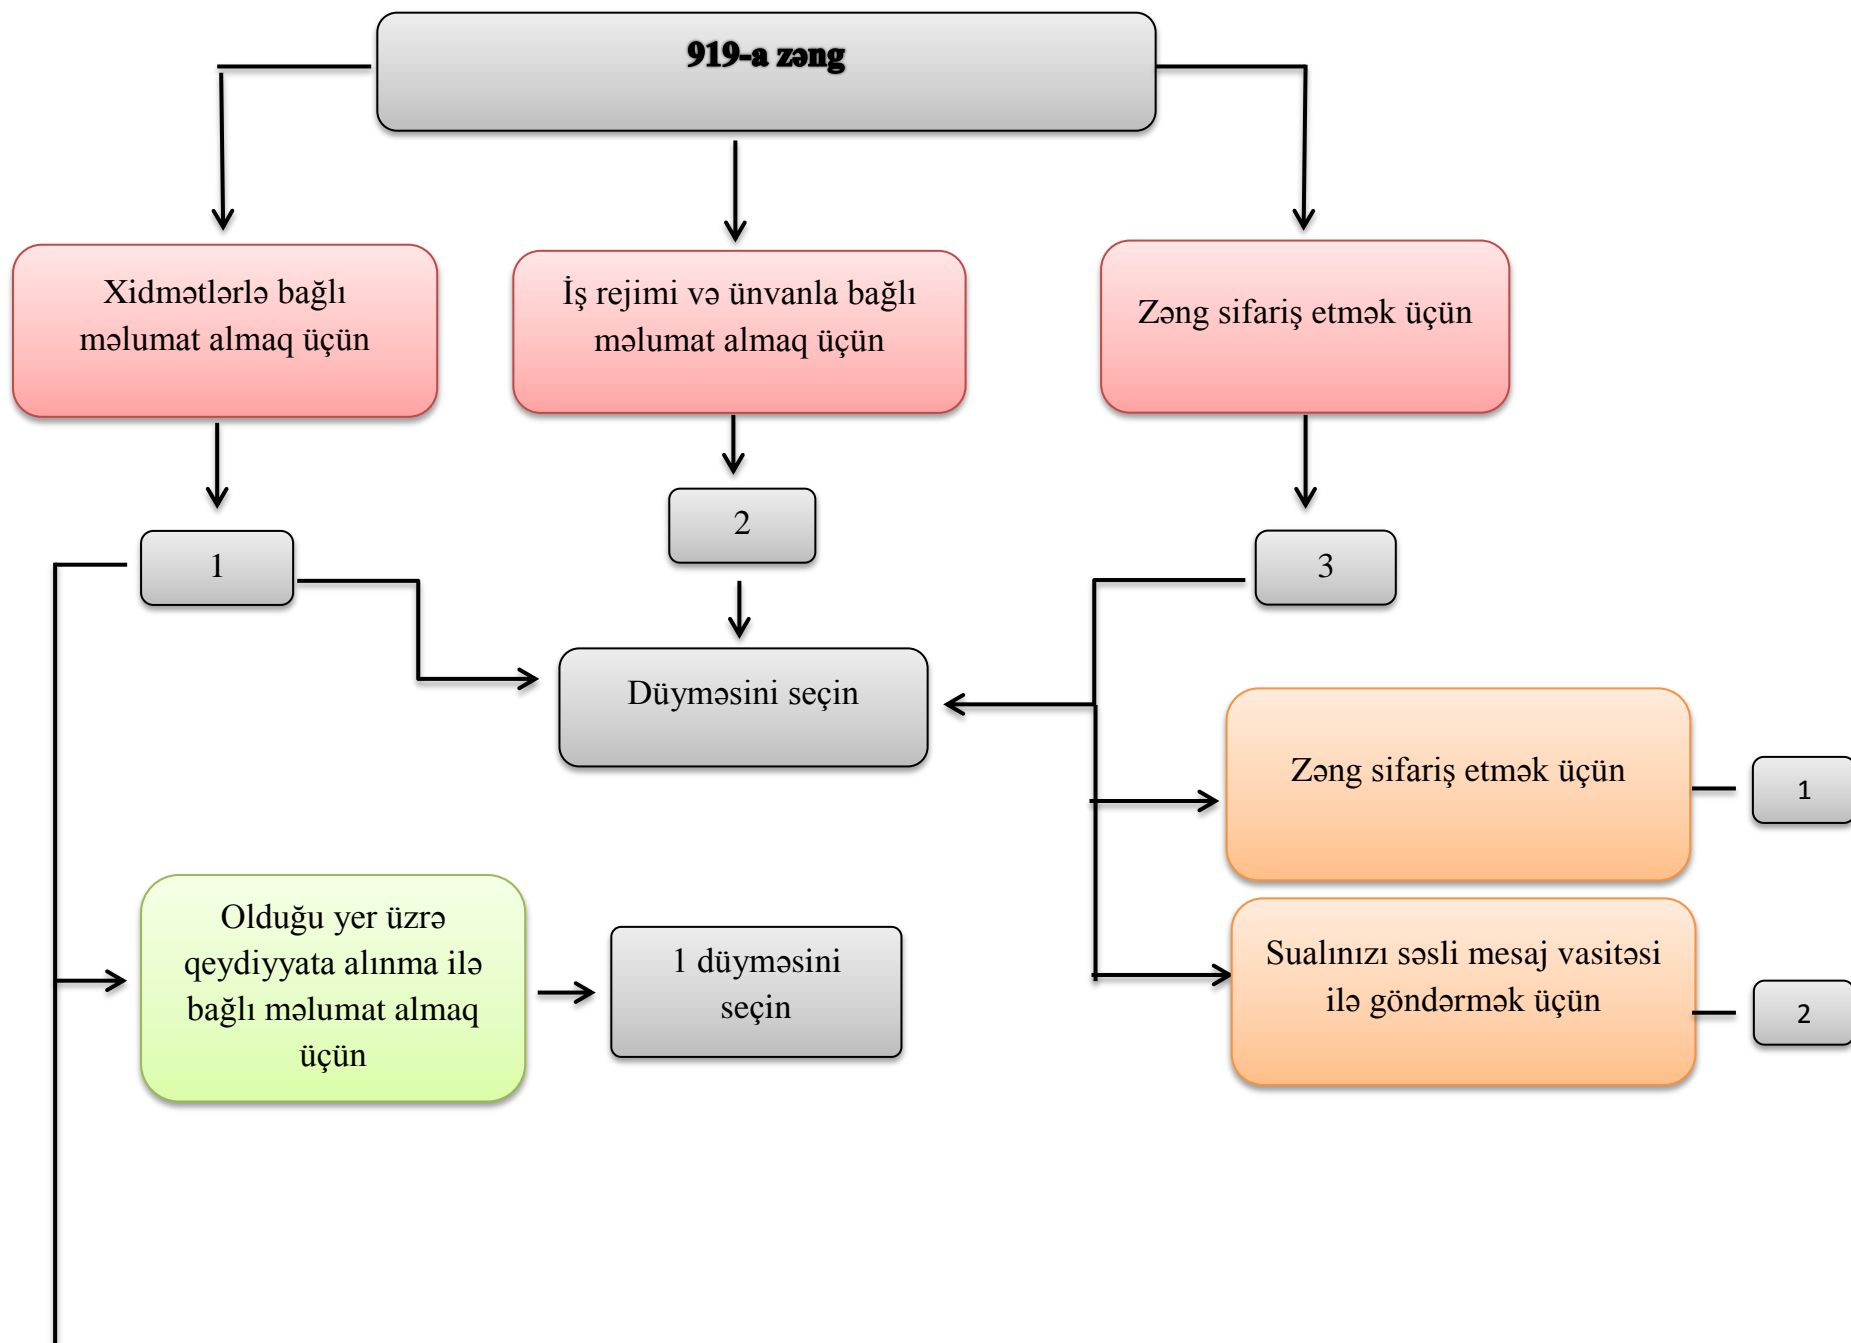 919-a zəng
Xidmətlərlə bağlı
məlumat almaq üçün
İş rejimi və ünvanla bağlı
məlumat almaq üçün
Zəng sifariş etmək üçün
1
2
3
Düyməsini seçin
Zəng sifariş etmək üçün
1
Olduğu yer üzrə
qeydiyyata alınma ilə
bağlı məlumat almaq
üçün
1 düyməsini
seçin
Sualınızı səsli mesaj vasitəsi
ilə göndərmək üçün
2